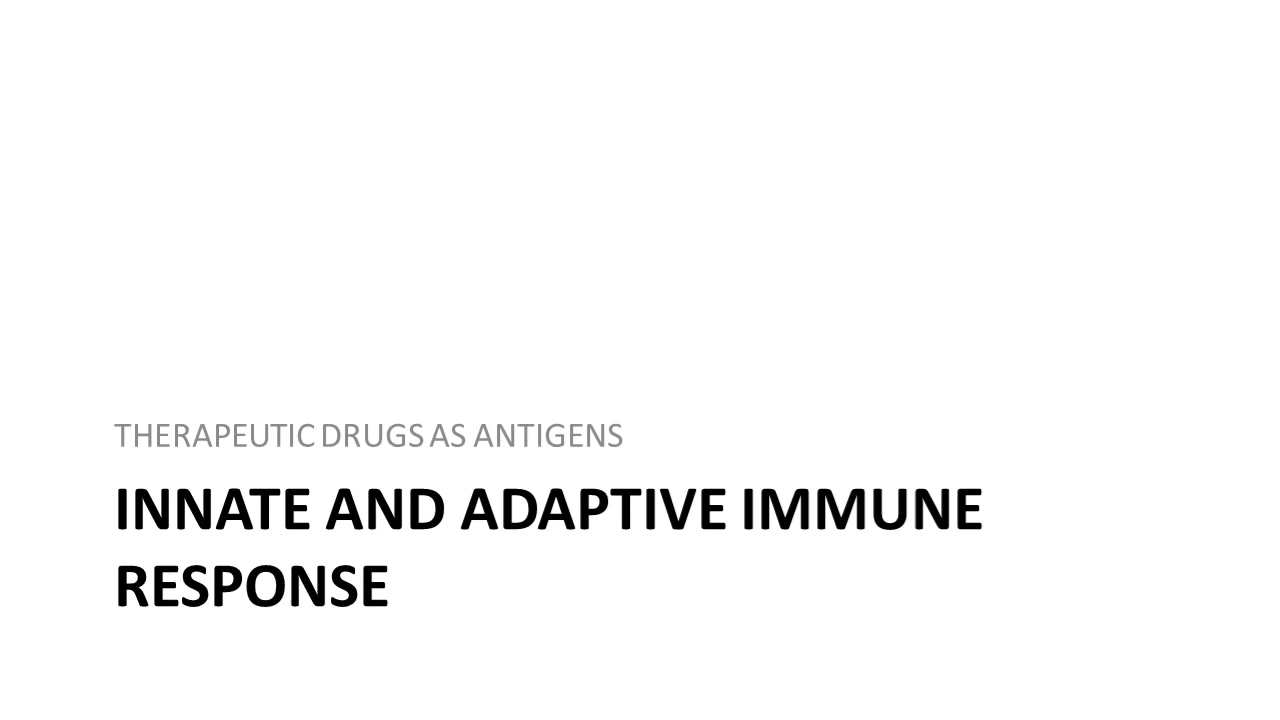 THERAPEUTIC DRUGS AS ANTIGENS
INNATE AND ADAPTIVE IMMUNE
RESPONSE